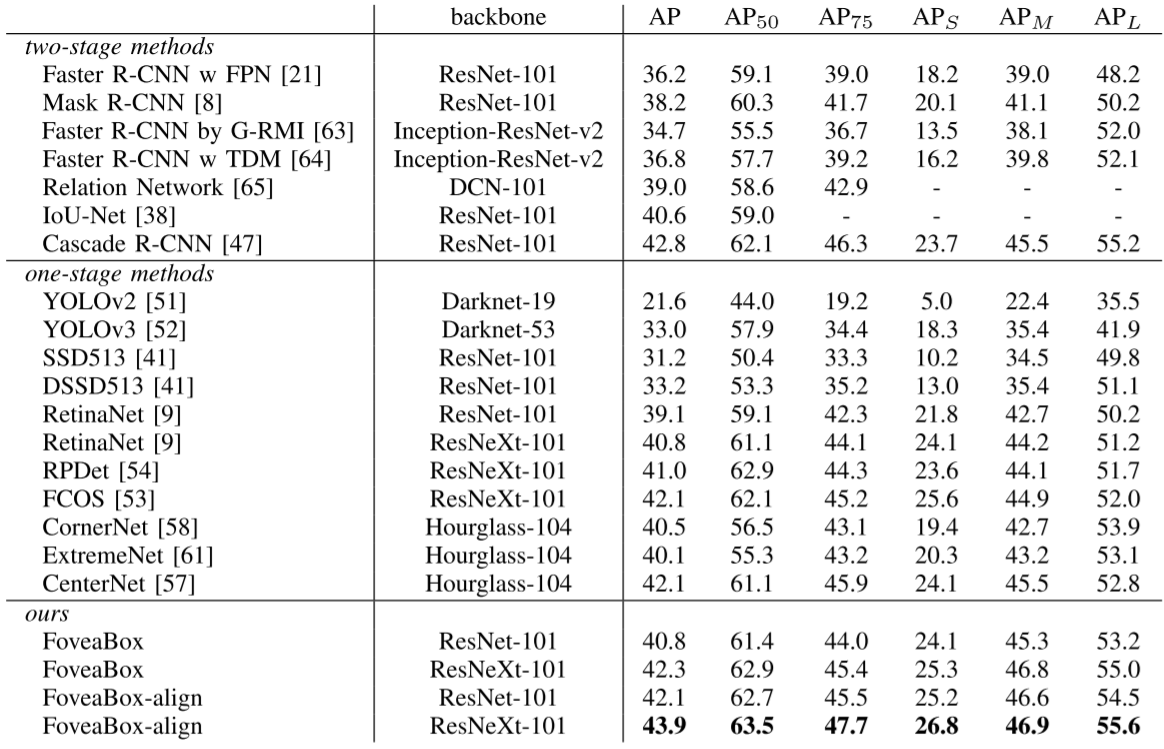 backbone AP AP50 AP75 APS APM APL
two-stage methods
Faster R-CNN w FPN [21] ResNet-101 36.2 59.1 39.0 18.2 39.0 48.2
Mask R-CNN [8] ResNet-101 38.2 60.3 41.7 20.1 41.1 50.2
Faster R-CNN by G-RMI [63] Inception-ResNet-v2 34.7 55.5 36.7 13.5 38.1 52.0
Faster R-CNN w TDM [64] Inception-ResNet-v2 36.8 57.7 39.2 16.2 39.8 52.1
Relation Network [65] DCN-101 39.0 58.6 42.9 - - -
IoU-Net [38] ResNet-101 40.6 59.0 - - - -
Cascade R-CNN [47] ResNet-101 42.8 62.1 46.3 23.7 45.5 55.2
one-stage methods
YOLOv2 [51] Darknet-19 21.6 44.0 19.2 5.0 22.4 35.5
YOLOv3 [52] Darknet-53 33.0 57.9 34.4 18.3 35.4 41.9
SSD513 [41] ResNet-101 31.2 50.4 33.3 10.2 34.5 49.8
DSSD513 [41] ResNet-101 33.2 53.3 35.2 13.0 35.4 51.1
RetinaNet [9] ResNet-101 39.1 59.1 42.3 21.8 42.7 50.2
RetinaNet [9] ResNeXt-101 40.8 61.1 44.1 24.1 44.2 51.2
RPDet [54] ResNeXt-101 41.0 62.9 44.3 23.6 44.1 51.7
FCOS [53] ResNeXt-101 42.1 62.1 45.2 25.6 44.9 52.0
CornerNet [58] Hourglass-104 40.5 56.5 43.1 19.4 42.7 53.9
ExtremeNet [61] Hourglass-104 40.1 55.3 43.2 20.3 43.2 53.1
CenterNet [57] Hourglass-104 42.1 61.1 45.9 24.1 45.5 52.8
ours
FoveaBox ResNet-101 40.8 61.4 44.0 24.1 45.3 53.2
FoveaBox ResNeXt-101 42.3 62.9 45.4 25.3 46.8 55.0
FoveaBox-align ResNet-101 42.1 62.7 45.5 25.2 46.6 54.5
FoveaBox-align ResNeXt-101 43.9 63.5 47.7 26.8 46.9 55.6